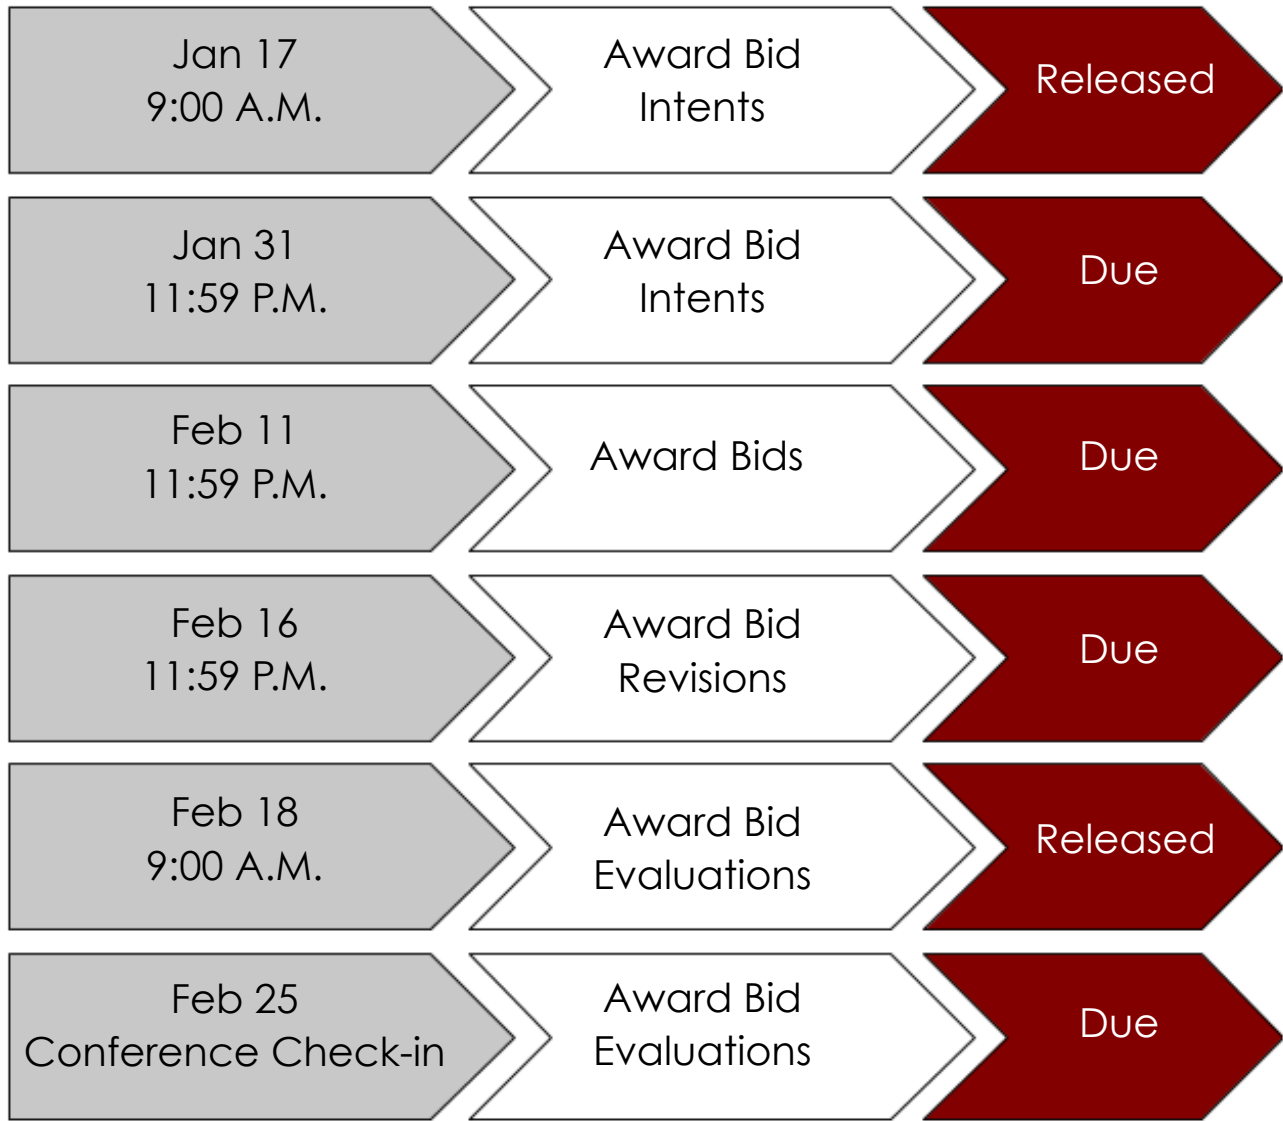 Jan 17
9:00 A.M.
Award Bid
Intents
Released
Jan 31
11:59 P.M.
Award Bid
Intents
Due
Feb 11
11:59 P.M.
Award Bids
Due
Feb 16
11:59 P.M.
Award Bid
Revisions
Due
Feb 18
9:00 A.M.
Award Bid
Evaluations
Released
Feb 25
Conference Check-in
Award Bid
Evaluations
Due